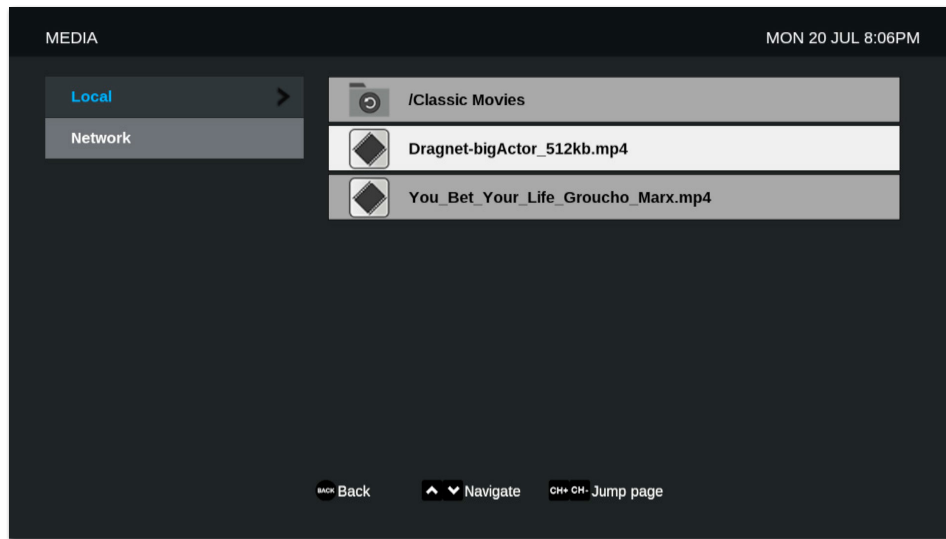 MEDIA
MON 20 JUL 8:06PM
Local
Network
/Classic Movies
Dragnet-bigActor_512kb.mp4
You_Bet_Your_Life_Groucho_Marx.mp4
BACK Back
Navigate
CH+ CH- Jump page